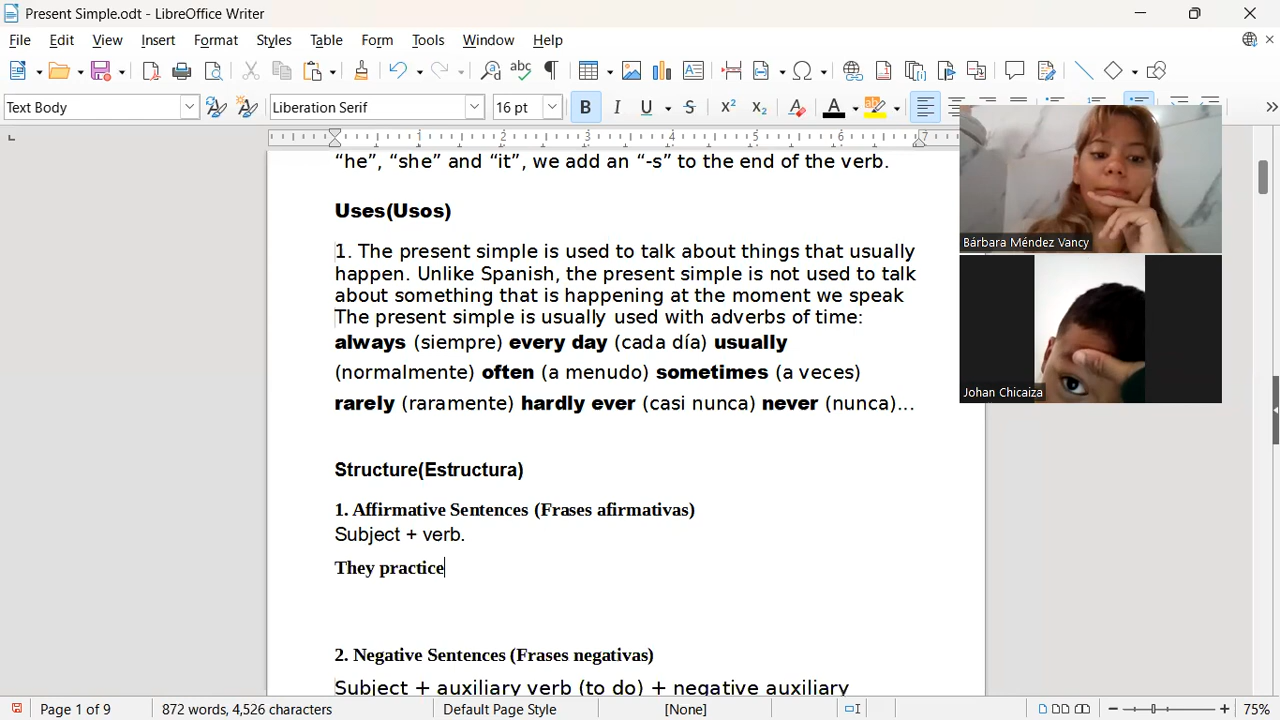 Present Simple.odt - LibreOffice Writer
File Edit View Insert Format Styles Table Form Tools Window Help
Text Body
Liberation Serif
16 pt
1 2 3 4 5 6 7
“he”, “she” and “it”, we add an “-s” to the end of the verb.
Uses(Usos)
1. The present simple is used to talk about things that usually
happen. Unlike Spanish, the present simple is not used to talk
about something that is happening at the moment we speak
The present simple is usually used with adverbs of time:
always (siempre) every day (cada día) usually
(normalmente) often (a menudo) sometimes (a veces)
rarely (raramente) hardly ever (casi nunca) never (nunca)…
Structure(Estructura)
1. Affirmative Sentences (Frases afirmativas)
Subject + verb.
They practice
2. Negative Sentences (Frases negativas)
Subject + auxiliary verb (to do) + negative auxiliary
Bárbara Méndez Vancy
Johan Chicaiza
Page 1 of 9
872 words, 4,526 characters
Default Page Style
[None]
75%